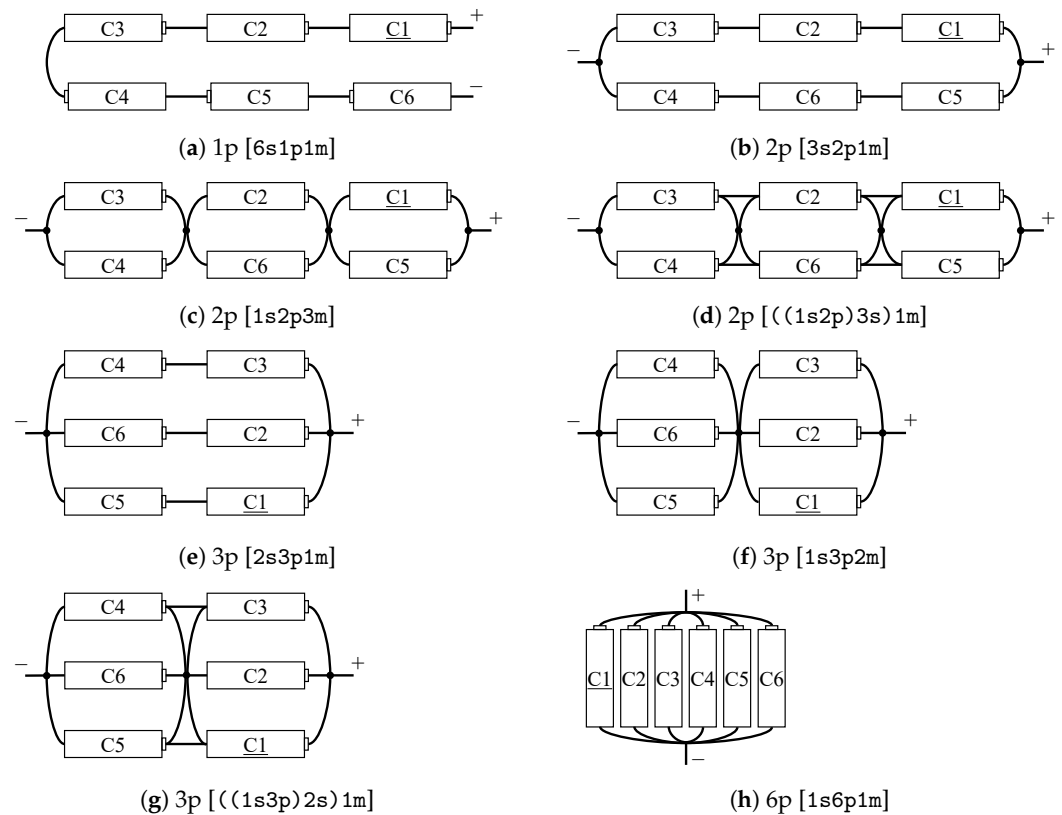 C3 C2 C1 +
C4 C5 C6 −
(a) 1p [6s1p1m]
C3 C2 C1
− +
C4 C6 C5
(b) 2p [3s2p1m]
C3 C2 C1
− +
C4 C6 C5
(c) 2p [1s2p3m]
C3 C2 C1
− +
C4 C6 C5
(d) 2p [((1s2p)3s)1m]
C4 C3
− C6 C2 +
C5 C1
(e) 3p [2s3p1m]
C4 C3
− C6 C2 +
C5 C1
(f) 3p [1s3p2m]
C4 C3
− C6 C2 +
C5 C1
(g) 3p [((1s3p)2s)1m]
+
C1 C2 C3 C4 C5 C6
−
(h) 6p [1s6p1m]